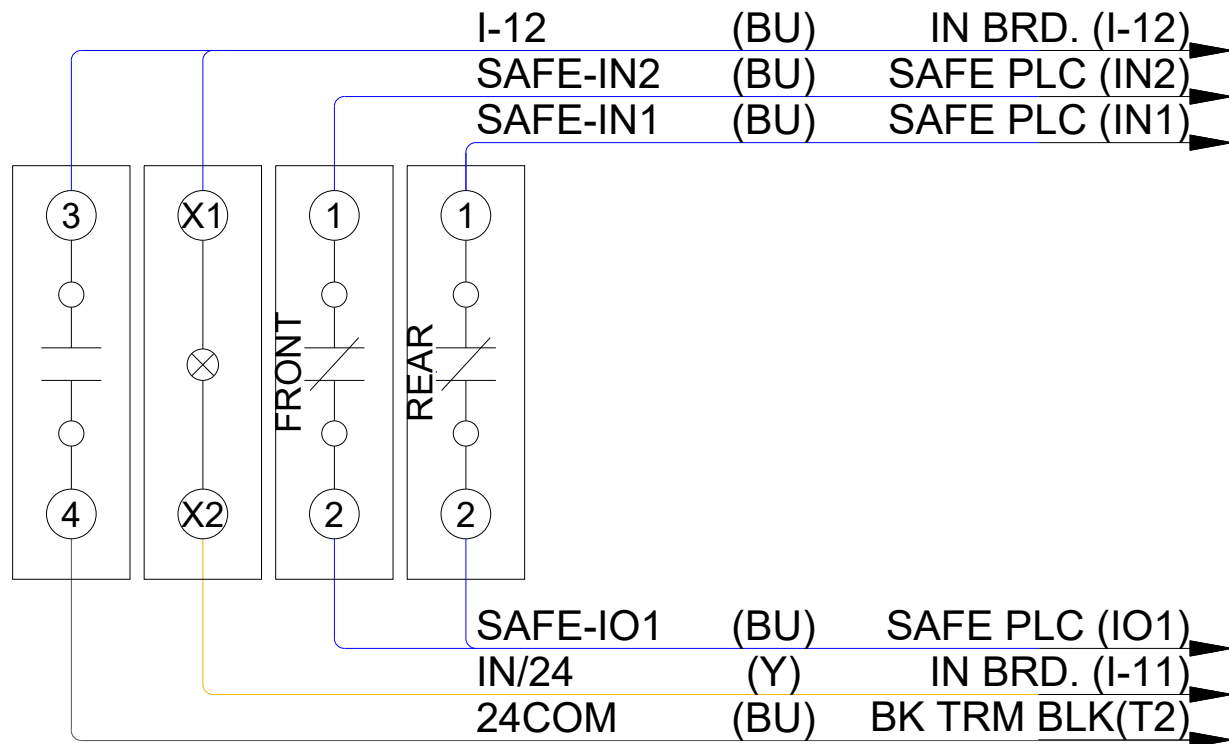 I-12 (BU) IN BRD. (I-12)
SAFE-IN2 (BU) SAFE PLC (IN2)
SAFE-IN1 (BU) SAFE PLC (IN1)
3 X1 1 1
FRONT
REAR
4 X2 2 2
SAFE-IO1 (BU) SAFE PLC (IO1)
IN/24 (Y) IN BRD. (I-11)
24COM (BU) BK TRM BLK(T2)